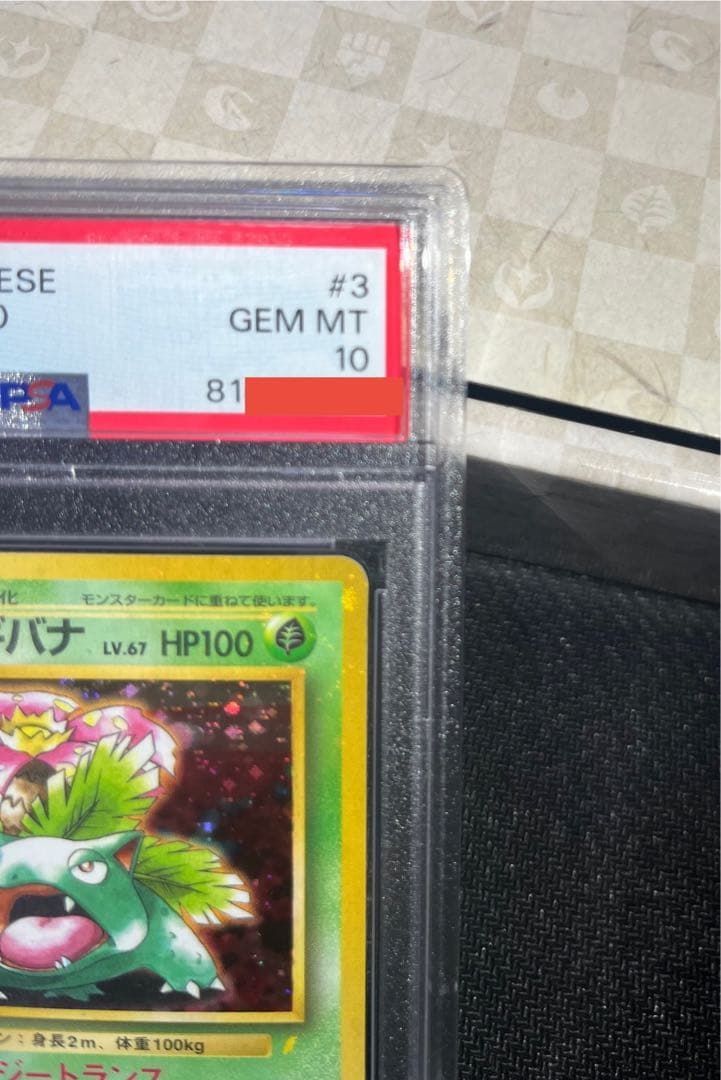 ESE
#3
GEM MT
10
PSA
81
モンスターカードに重ねて使います。
バナ LV.67 HP100
:身長2m、体重100kg
ジートランス